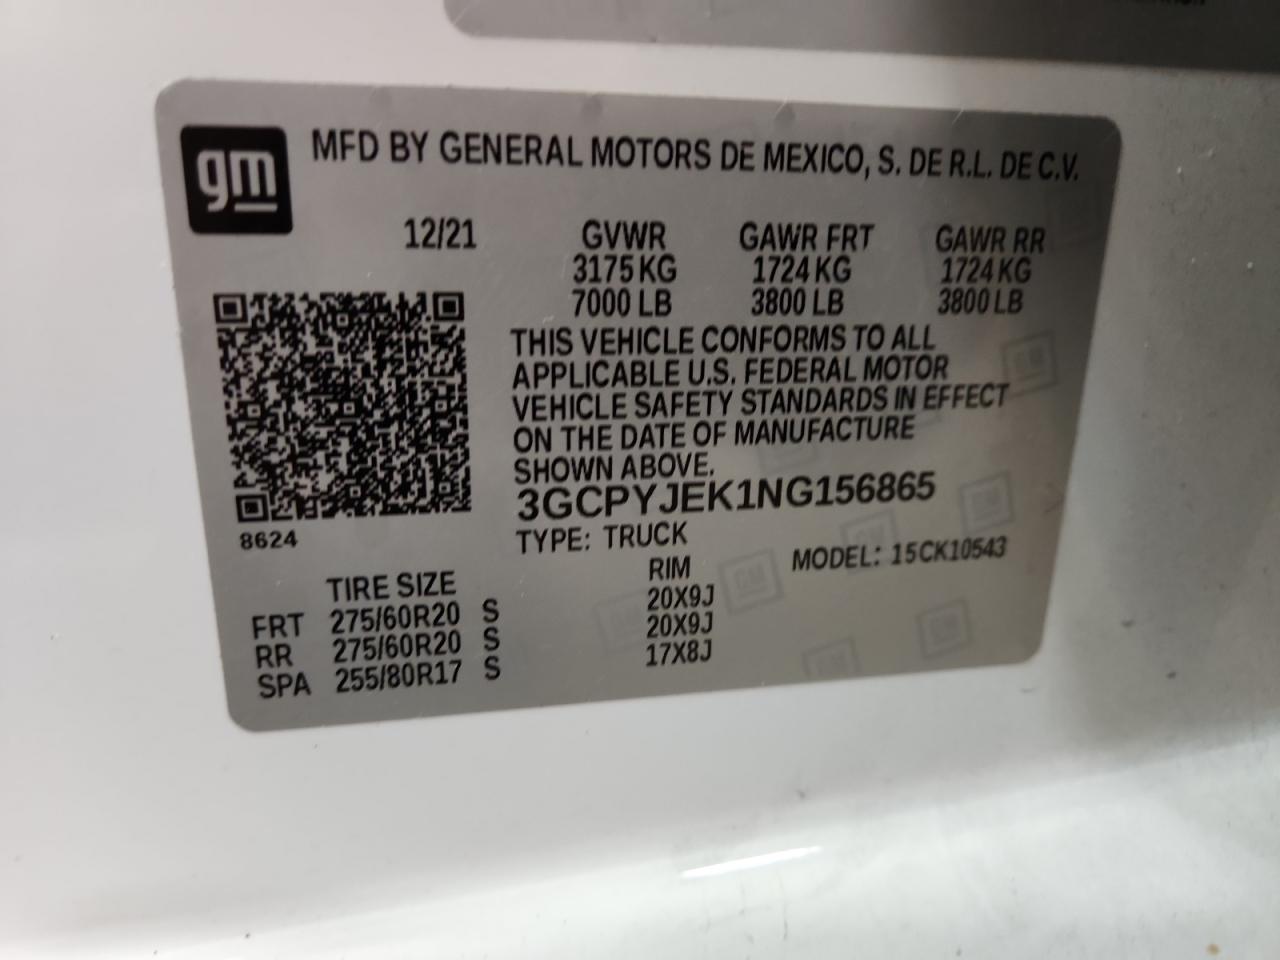 gm
MFD BY GENERAL MOTORS DE MEXICO, S. DE R.L. DE C.V.
12/21 GVWR GAWR FRT GAWR RR
3175 KG 1724 KG 1724 KG
7000 LB 3800 LB 3800 LB
THIS VEHICLE CONFORMS TO ALL
APPLICABLE U.S. FEDERAL MOTOR
VEHICLE SAFETY STANDARDS IN EFFECT
ON THE DATE OF MANUFACTURE
SHOWN ABOVE.
3GCPYJEK1NG156865
8624
TYPE: TRUCK
MODEL: 15CK10543
TIRE SIZE RIM
FRT 275/60R20 S 20X9J
RR 275/60R20 S 20X9J
SPA 255/80R17 S 17X8J